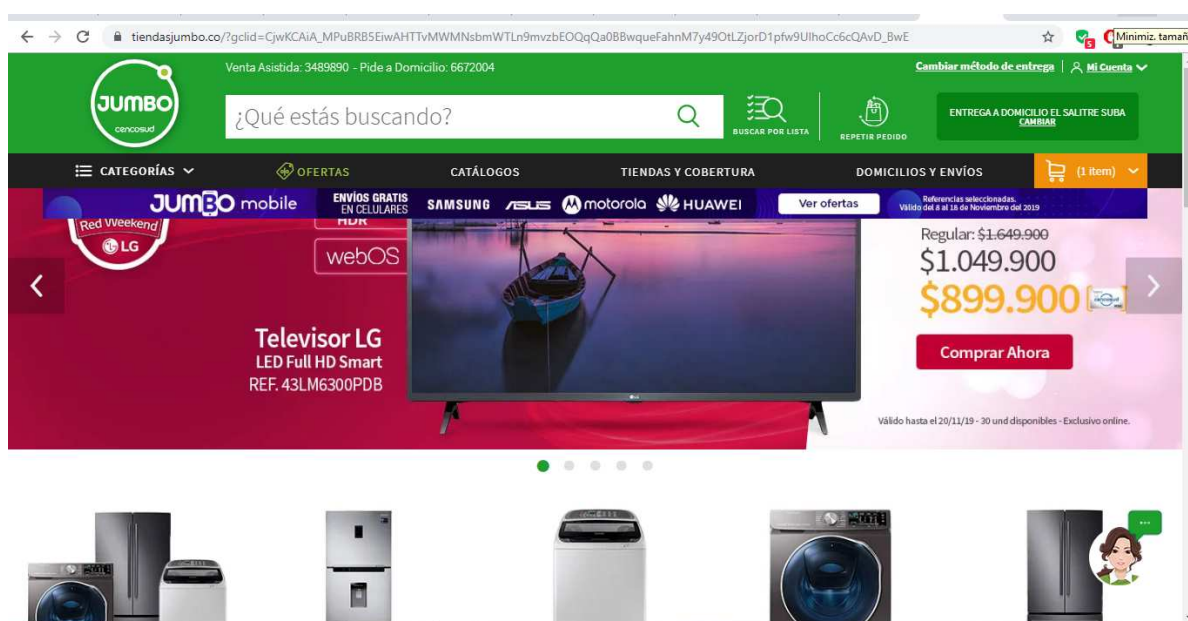 tiendasjumbo.co/?gclid=CjwKCAiA_MPuBRB5EiwAHTTvMWMNsbmWTLn9mvzbEOQqQa0BBwqueFahnM7y49OtLZjorD1pfw9UlhoCc6cQAvD_BwE
Minimiz. tamañ
Venta Asistida: 3489890 - Pide a Domicilio: 6672004
Cambiar método de entrega | Mi Cuenta
JUMBO
cencosud
¿Qué estás buscando?
BUSCAR POR LISTA
REPETIR PEDIDO
ENTREGA A DOMICILIO EL SALITRE SUBA
CAMBIAR
CATEGORÍAS
OFERTAS
CATÁLOGOS
TIENDAS Y COBERTURA
DOMICILIOS Y ENVÍOS
(1 item)
JUMBO mobile
ENVÍOS GRATIS
EN CELULARES
SAMSUNG ASUS motorola HUAWEI
Ver ofertas
Referencias seleccionadas.
Válido del 8 al 18 de Noviembre del 2019
Red Weekend
LG
HDR
webOS
Regular: $1.649.900
$1.049.900
$899.900
cencosud
Televisor LG
LED Full HD Smart
REF. 43LM6300PDB
Comprar Ahora
Válido hasta el 20/11/19 - 30 und disponibles - Exclusivo online.